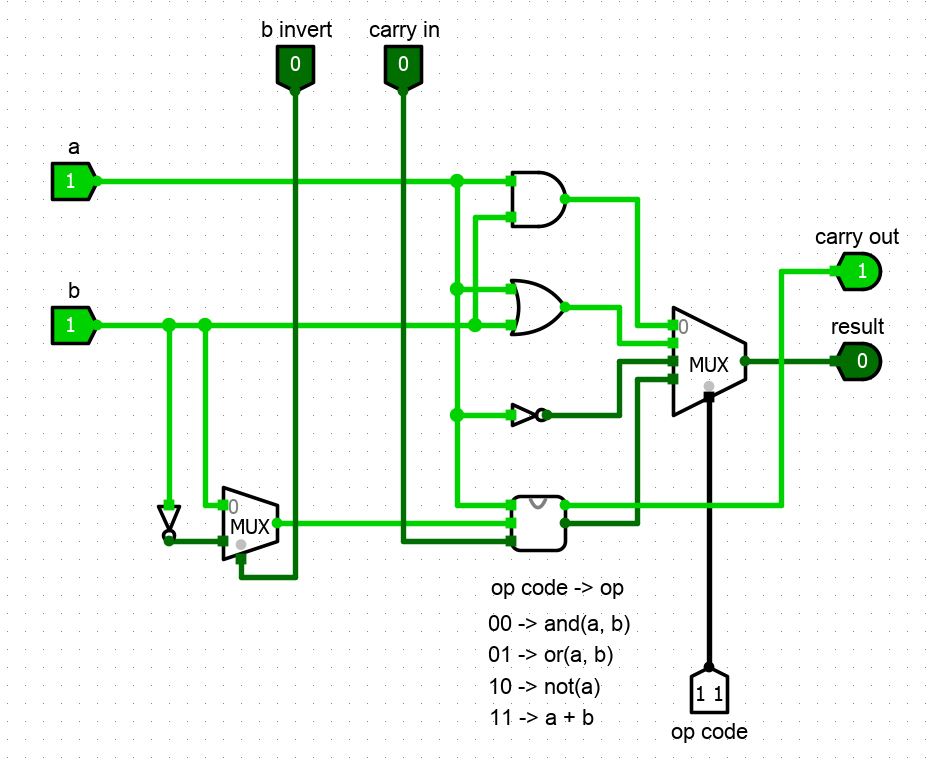 b invert carry in
0 0
a
1
carry out
1
b
1
result
0
0
MUX
0
MUX
op code -> op
00 -> and(a, b)
01 -> or(a, b)
10 -> not(a)
11 -> a + b
1 1
op code